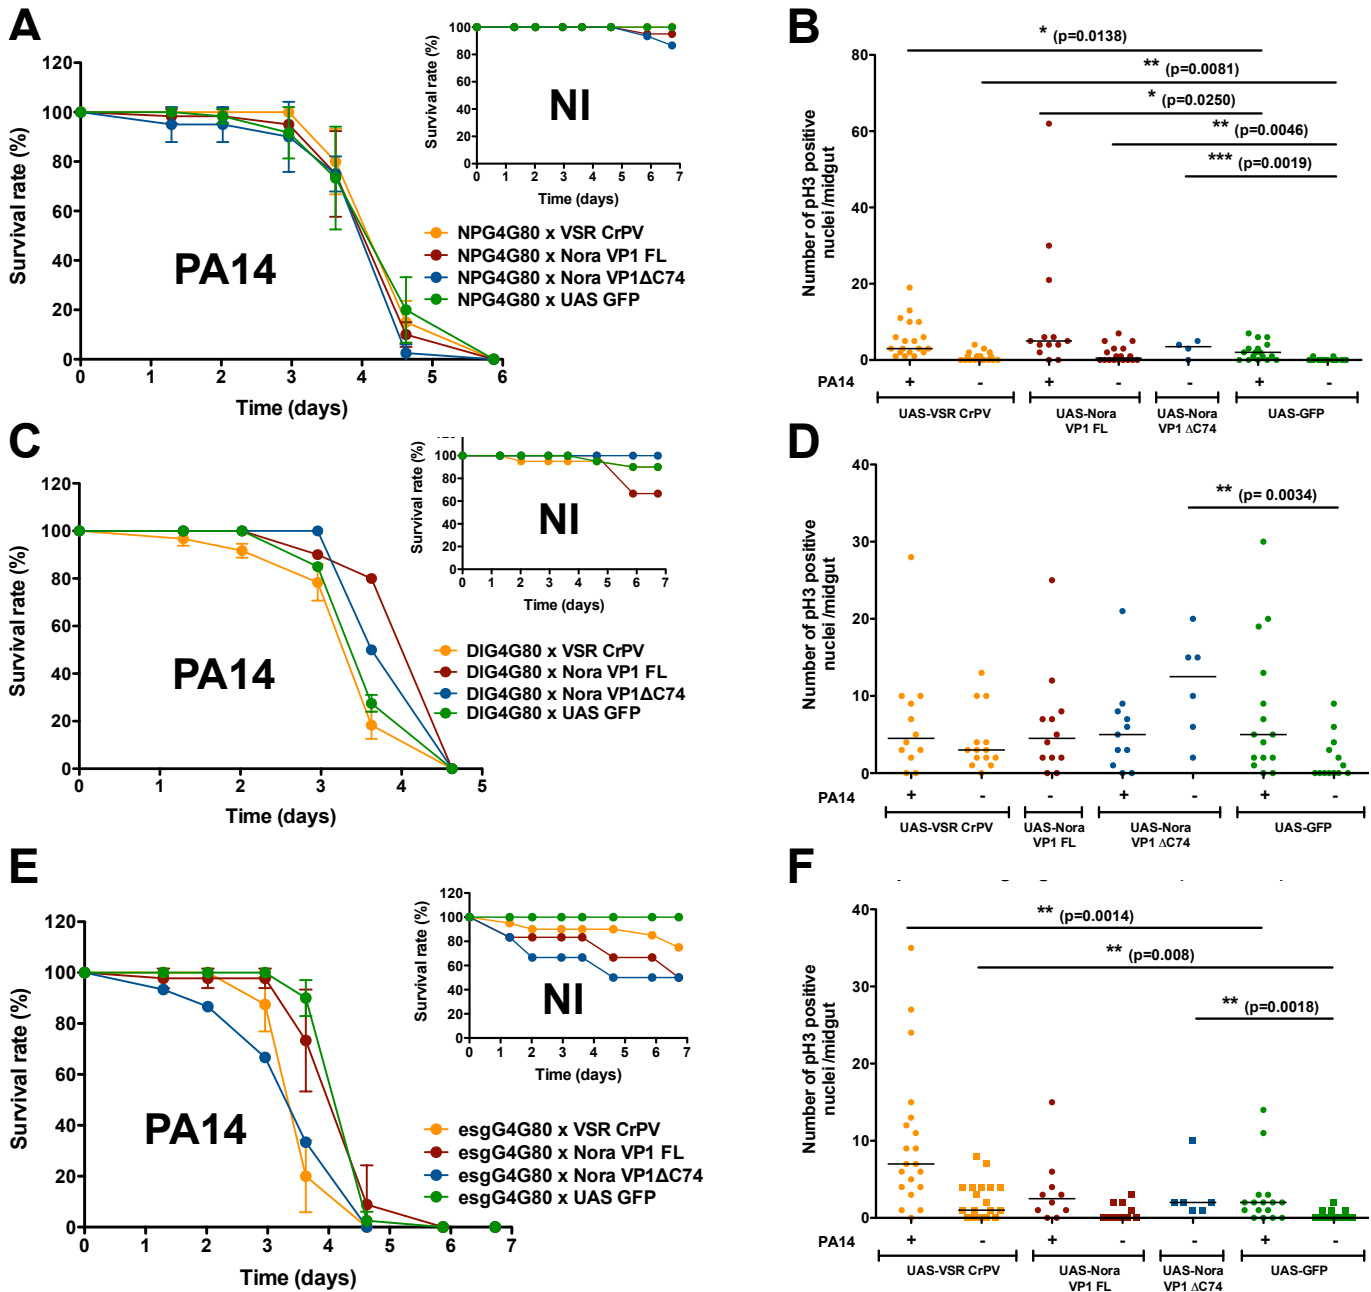 A
120
100
80
60
40
20
0
Survival rate (%)
0 1 2 3 4 5 6
Time (days)
PA14
100
80
60
40
20
0
Survival rate (%)
0 1 2 3 4 5 6 7
Time (days)
NI
NPG4G80 x VSR CrPV
NPG4G80 x Nora VP1 FL
NPG4G80 x Nora VP1ΔC74
NPG4G80 x UAS GFP
B
80
60
40
20
0
Number of pH3 positive
nuclei /midgut
* (p=0.0138)
** (p=0.0081)
* (p=0.0250)
** (p=0.0046)
*** (p=0.0019)
PA14 + - + - - + -
UAS-VSR CrPV
UAS-Nora
VP1 FL
UAS-Nora
VP1 ΔC74
UAS-GFP
C
120
100
80
60
40
20
0
Survival rate (%)
0 1 2 3 4 5
Time (days)
PA14
120
100
80
60
40
20
0
Survival rate (%)
0 1 2 3 4 5 6 7
Time (days)
NI
DIG4G80 x VSR CrPV
DIG4G80 x Nora VP1 FL
DIG4G80 x Nora VP1ΔC74
DIG4G80 x UAS GFP
D
40
30
20
10
0
Number of pH3 positive
nuclei /midgut
** (p= 0.0034)
PA14 + - - + - + -
UAS-VSR CrPV
UAS-Nora
VP1 FL
UAS-Nora
VP1 ΔC74
UAS-GFP
E
120
100
80
60
40
20
0
Survival rate (%)
0 1 2 3 4 5 6 7
Time (days)
PA14
120
100
80
60
40
20
0
Survival rate (%)
0 1 2 3 4 5 6 7
Time (days)
NI
esgG4G80 x VSR CrPV
esgG4G80 x Nora VP1 FL
esgG4G80 x Nora VP1ΔC74
esgG4G80 x UAS GFP
F
40
30
20
10
0
Number of pH3 positive
nuclei /midgut
** (p=0.0014)
** (p=0.008)
** (p=0.0018)
PA14 + - + - - + -
UAS-VSR CrPV
UAS-Nora
VP1 FL
UAS-Nora
VP1 ΔC74
UAS-GFP